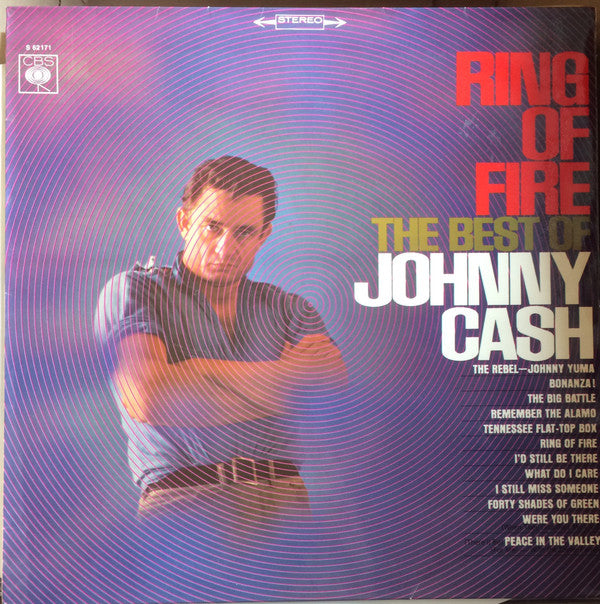 STEREO
S 62171
CBS
RING
OF
FIRE
THE BEST OF
JOHNNY
CASH
THE REBEL—JOHNNY YUMA
BONANZA!
THE BIG BATTLE
REMEMBER THE ALAMO
TENNESSEE FLAT-TOP BOX
RING OF FIRE
I'D STILL BE THERE
WHAT DO I CARE
I STILL MISS SOMEONE
FORTY SHADES OF GREEN
WERE YOU THERE
PEACE IN THE VALLEY